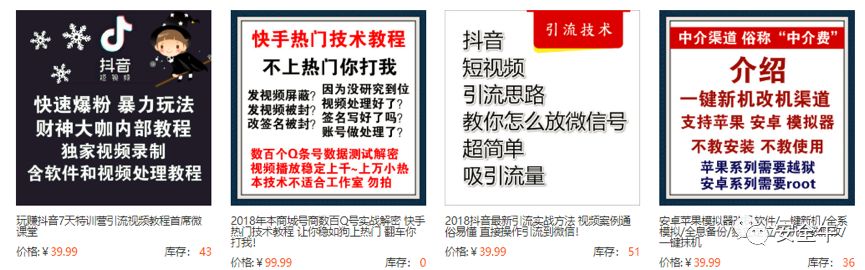 抖音
短视频
快速爆粉 暴力玩法
财神大咖内部教程
独家视频录制
含软件和视频处理教程
玩赚抖音7天特训营引流视频教程首席微
课堂
价格:￥39.99
库存: 43
快手热门技术教程
不上热门你打我
发视频屏蔽?
发视频被封?
改签名被封?
因为没研究到位
视频处理好了?
签名写好了吗?
账号做处理了?
数百个Q条号数据测试解密
视频播放稳定上千~上万小热
本技术不适合工作室 勿拍
2018年本商城号商数百Q号实战解密 快手
热门技术教程 让你稳如狗上热门 翻车你
打我!
价格:￥99.99
库存: 0
引流技术
抖音
短视频
引流思路
教你怎么放微信号
超简单
吸引流量
2018抖音最新引流实战方法 视频案例通
俗易懂 直接操作引流到微信!
价格:￥39.99
库存: 51
中介渠道 俗称“中介费”
介绍
一键新机改机渠道
支持苹果 安卓 模拟器
不教安装 不教使用
苹果系列需要越狱
安卓系列需要root
安卓苹果模拟器
软件/一键新机/全系
模拟/全息备份/
一键抹机
价格:￥39.99
库存: 36
安全牛